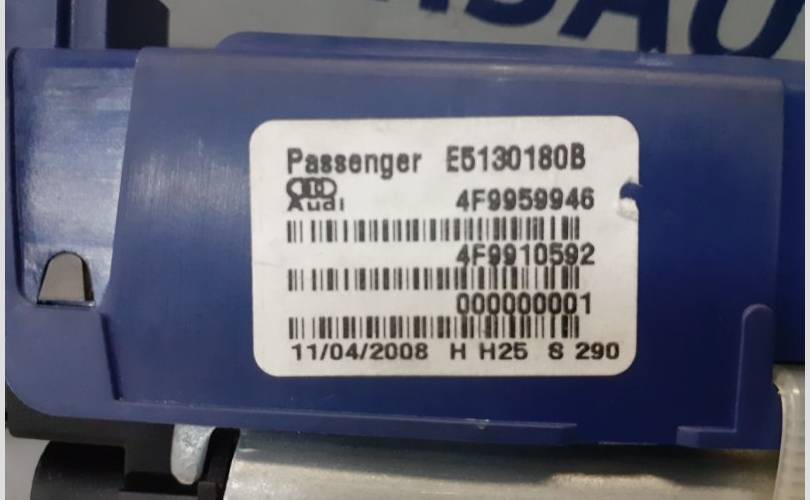 Passenger E5130180B
Audi 4F9959946
4F9910592
000000001
11/04/2008 H H25 S 290